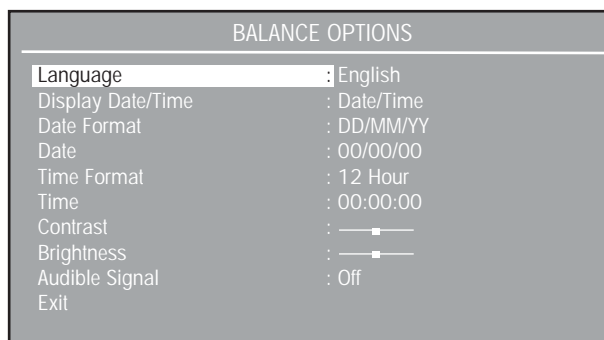 BALANCE OPTIONS
Language : English
Display Date/Time : Date/Time
Date Format : DD/MM/YY
Date : 00/00/00
Time Format : 12 Hour
Time : 00:00:00
Contrast :
Brightness :
Audible Signal : Off
Exit